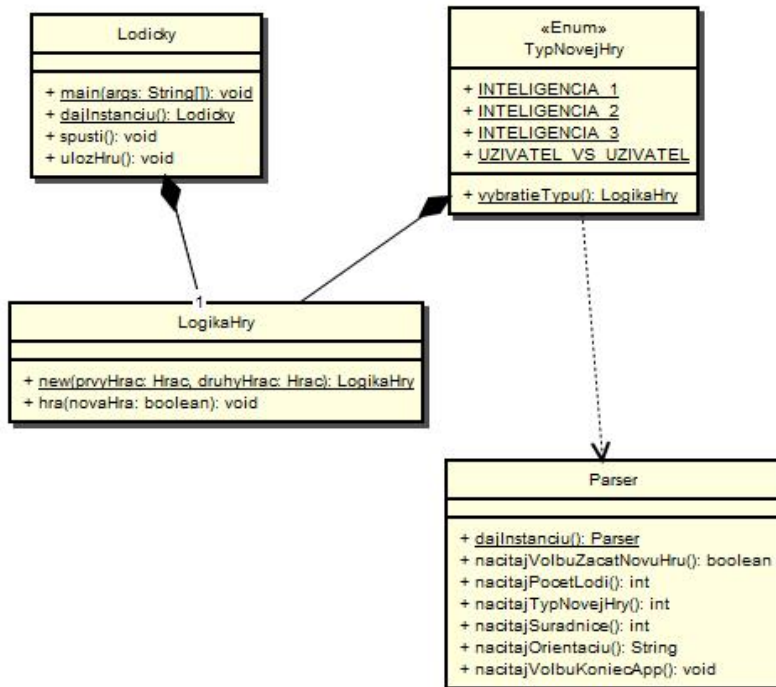 Lodicky
+ main(args: String[]): void
+ dajInstanciu(): Lodicky
+ spusti(): void
+ ulozHru(): void
«Enum»
TypNovejHry
+ INTELIGENCIA_1
+ INTELIGENCIA_2
+ INTELIGENCIA_3
+ UZIVATEL_VS_UZIVATEL
+ vybratieTypu(): LogikaHry
1
LogikaHry
+ new(prvyHrac: Hrac, druhyHrac: Hrac): LogikaHry
+ hra(novaHra: boolean): void
Parser
+ dajInstanciu(): Parser
+ nacitajVolbuZacatNovuHru(): boolean
+ nacitajPocetLodi(): int
+ nacitajTypNovejHry(): int
+ nacitajSuradnice(): int
+ nacitajOrientaciu(): String
+ nacitajVolbuKoniecApp(): void